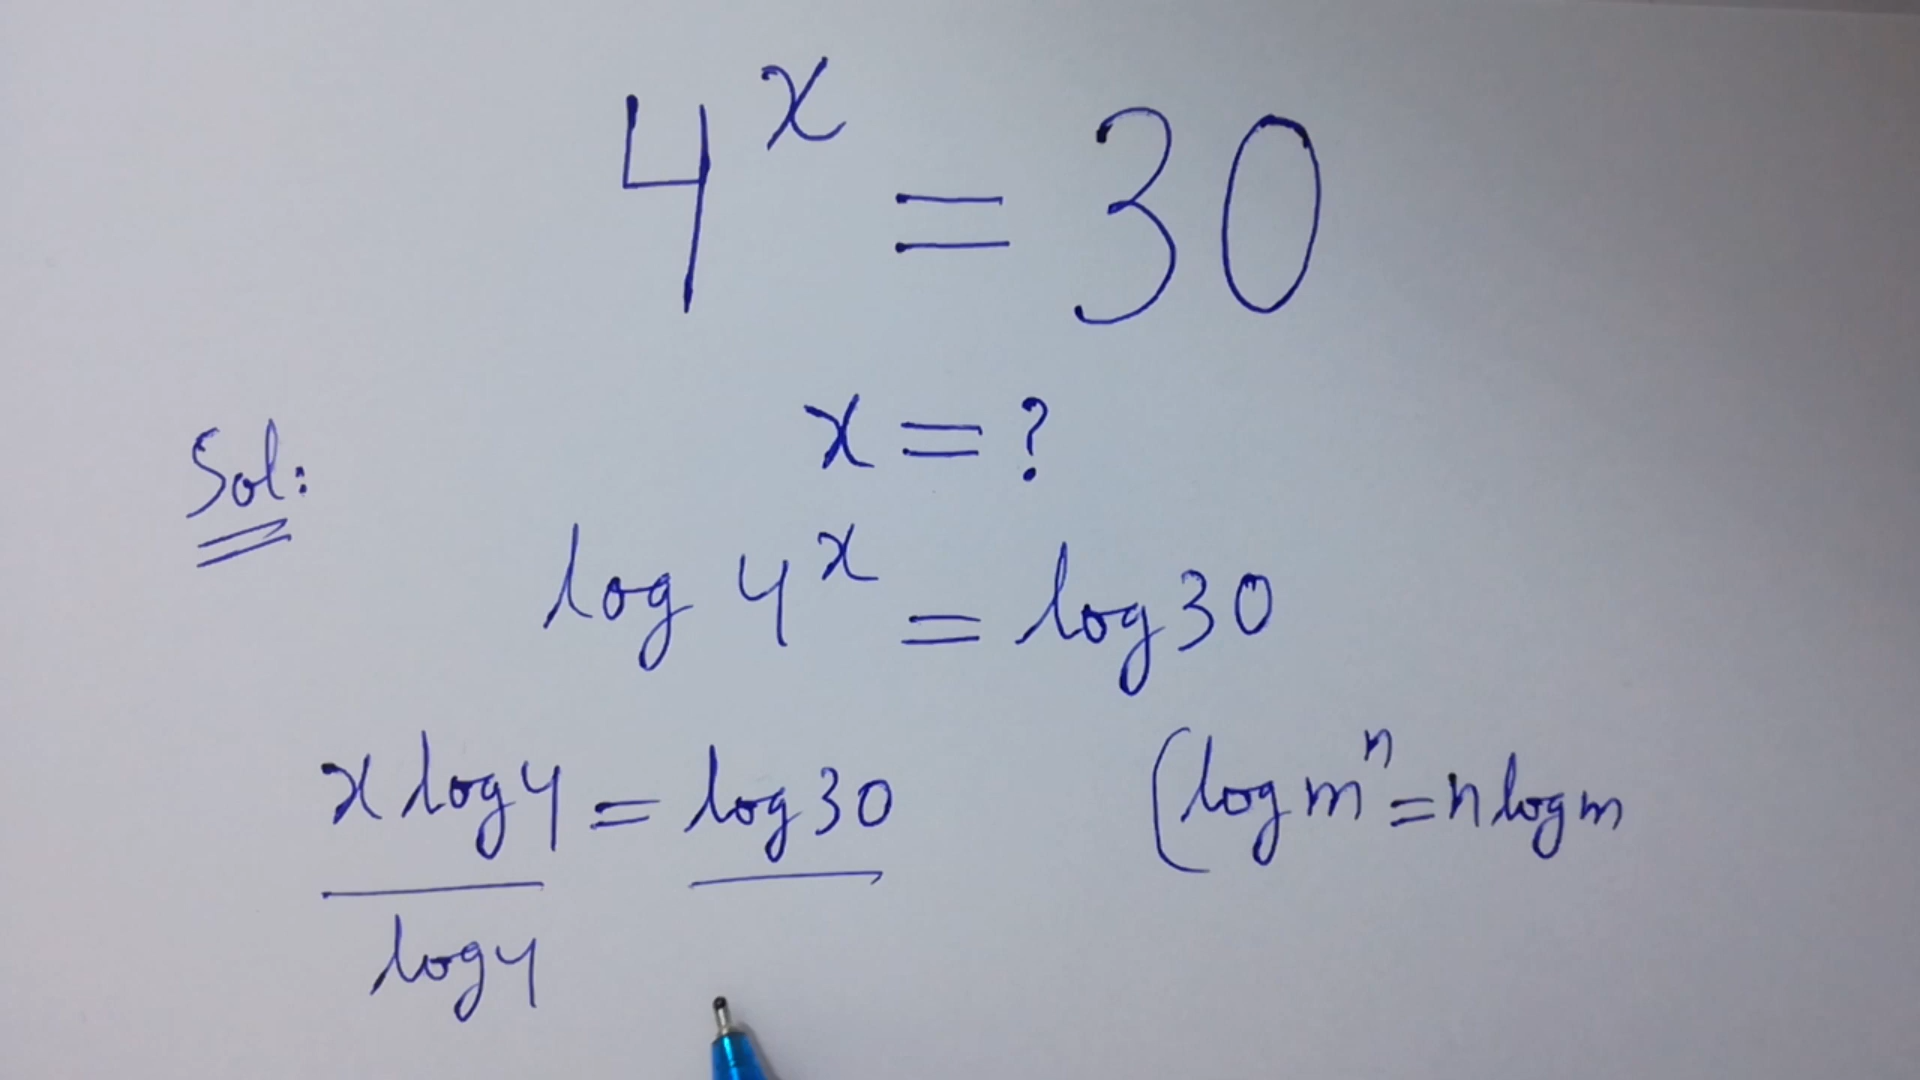 4^x = 30
x = ?
Sol:
log 4^x = log 30
x log 4 = log 30 (log m^n = n log m
log 4